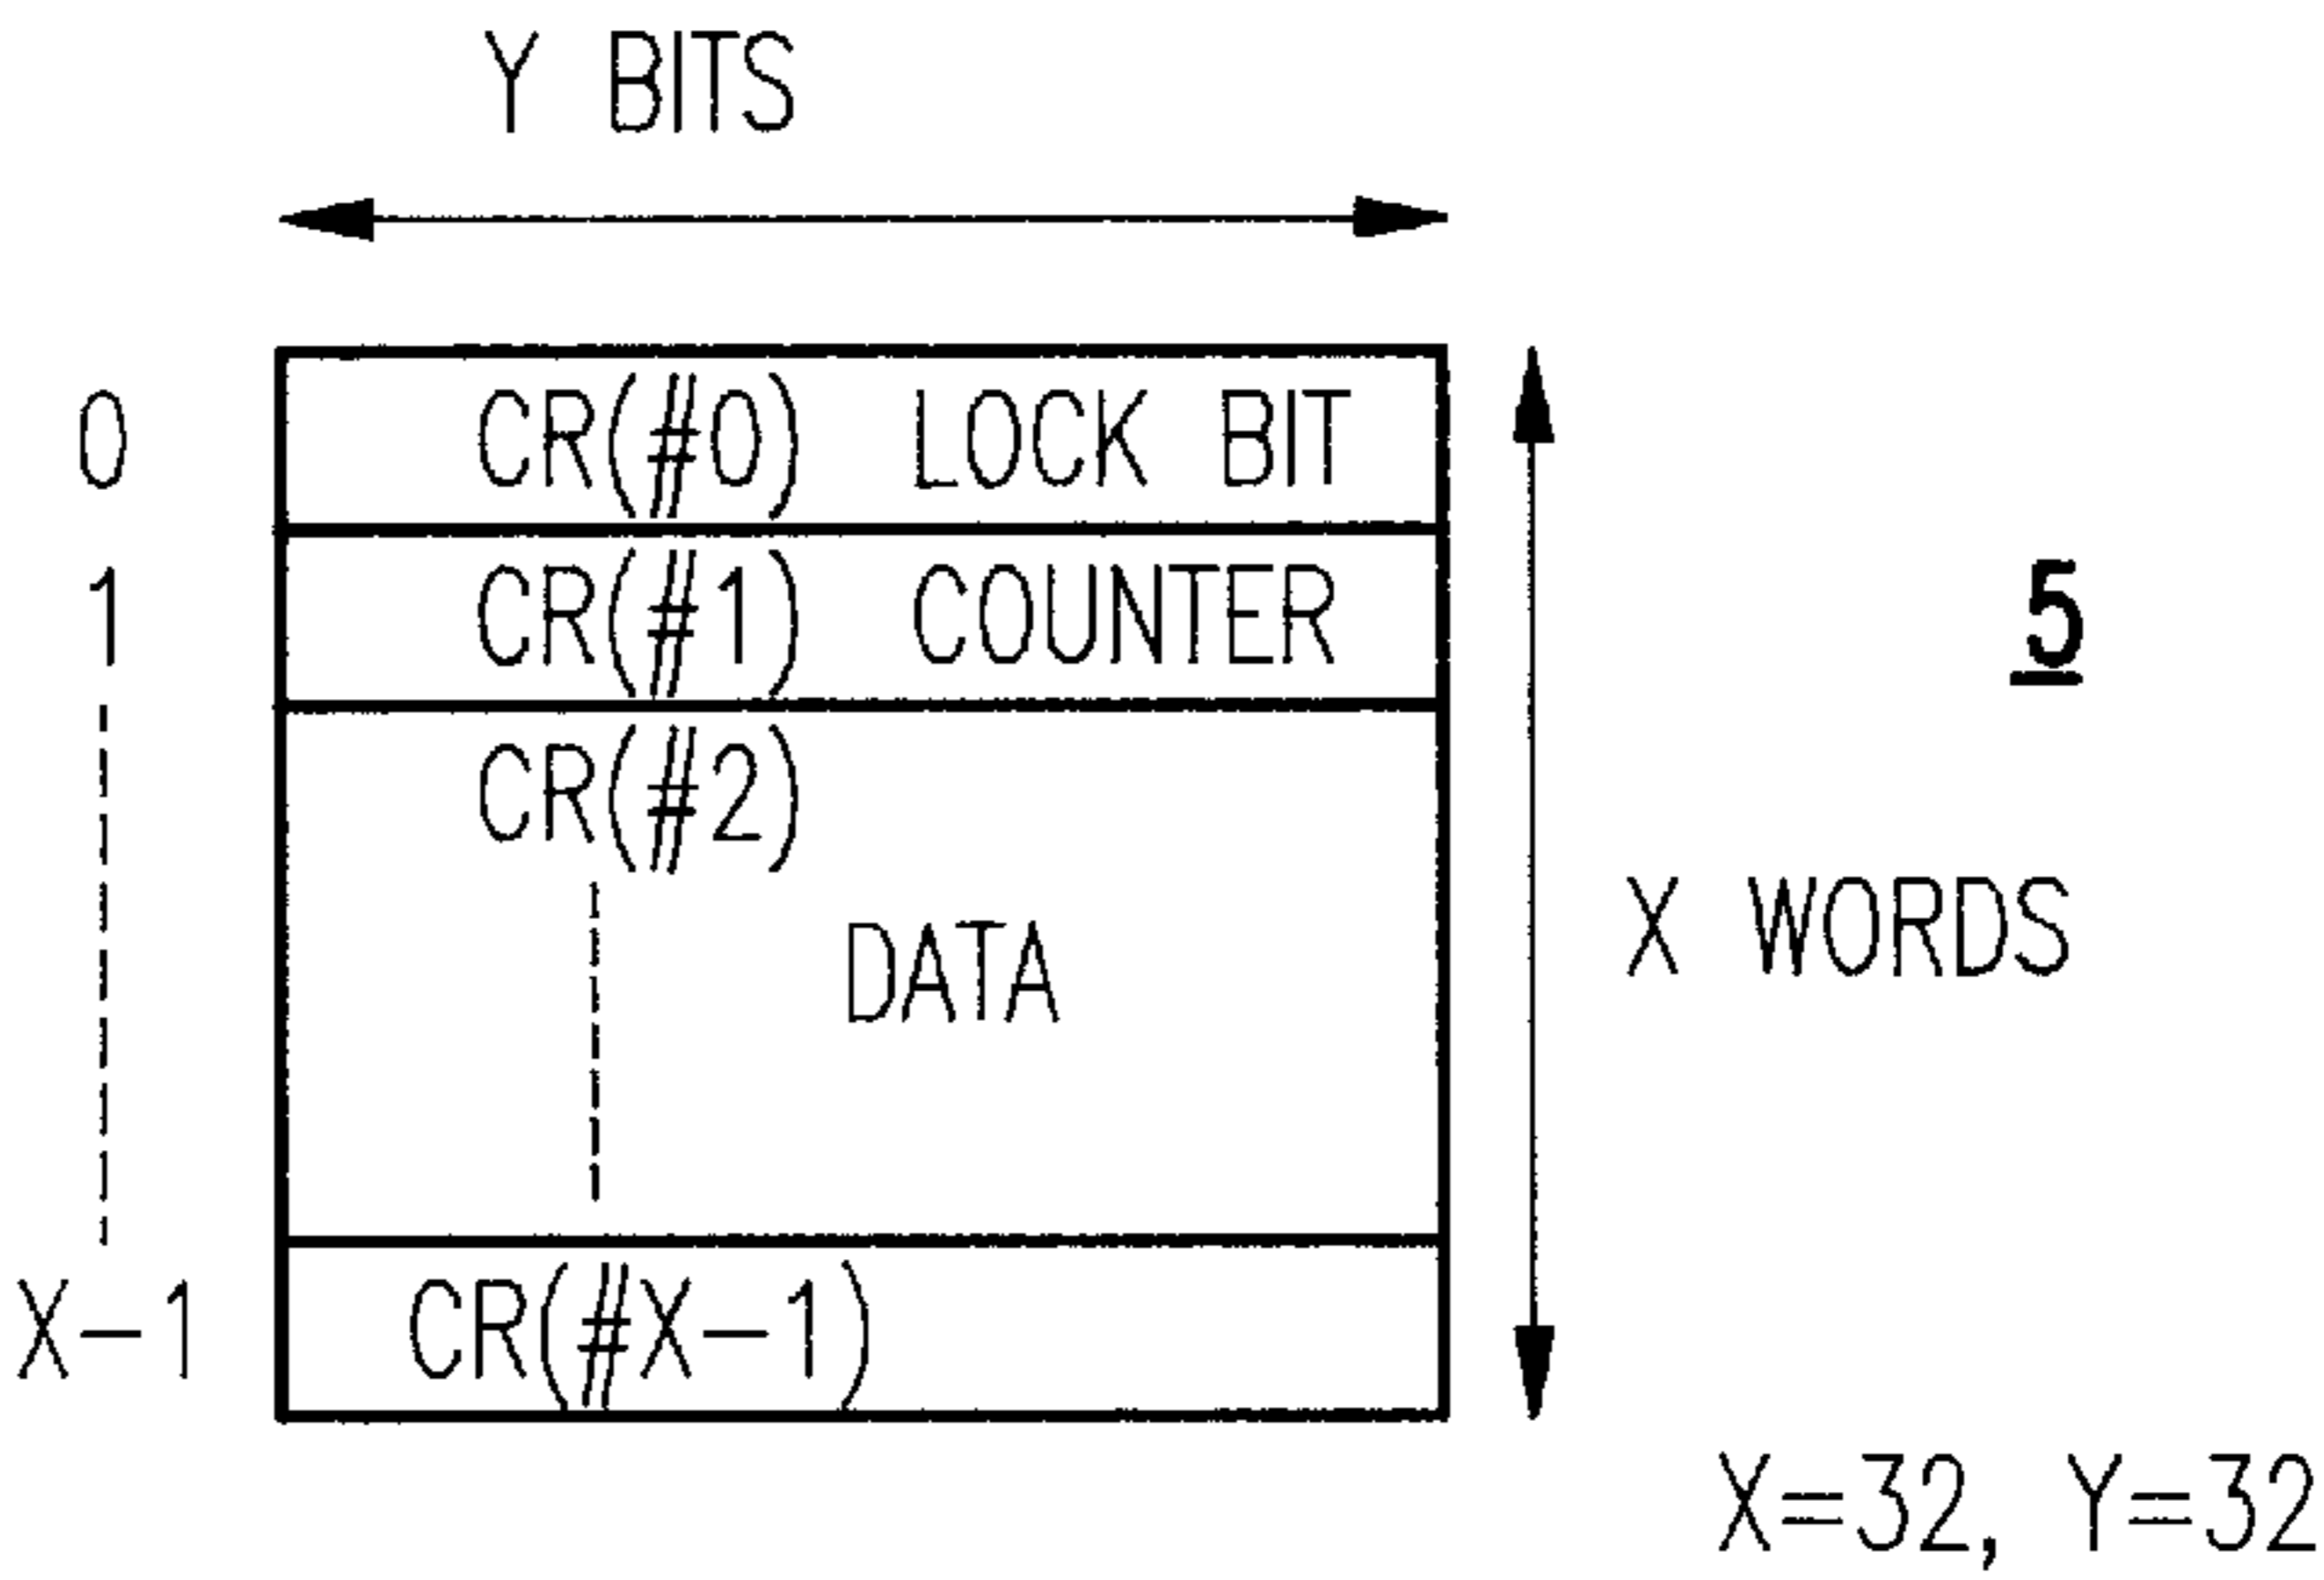 Y BITS
0 CR(#0) LOCK BIT
1 CR(#1) COUNTER
5
CR(#2)
DATA
X WORDS
X-1 CR(#X-1)
X=32, Y=32